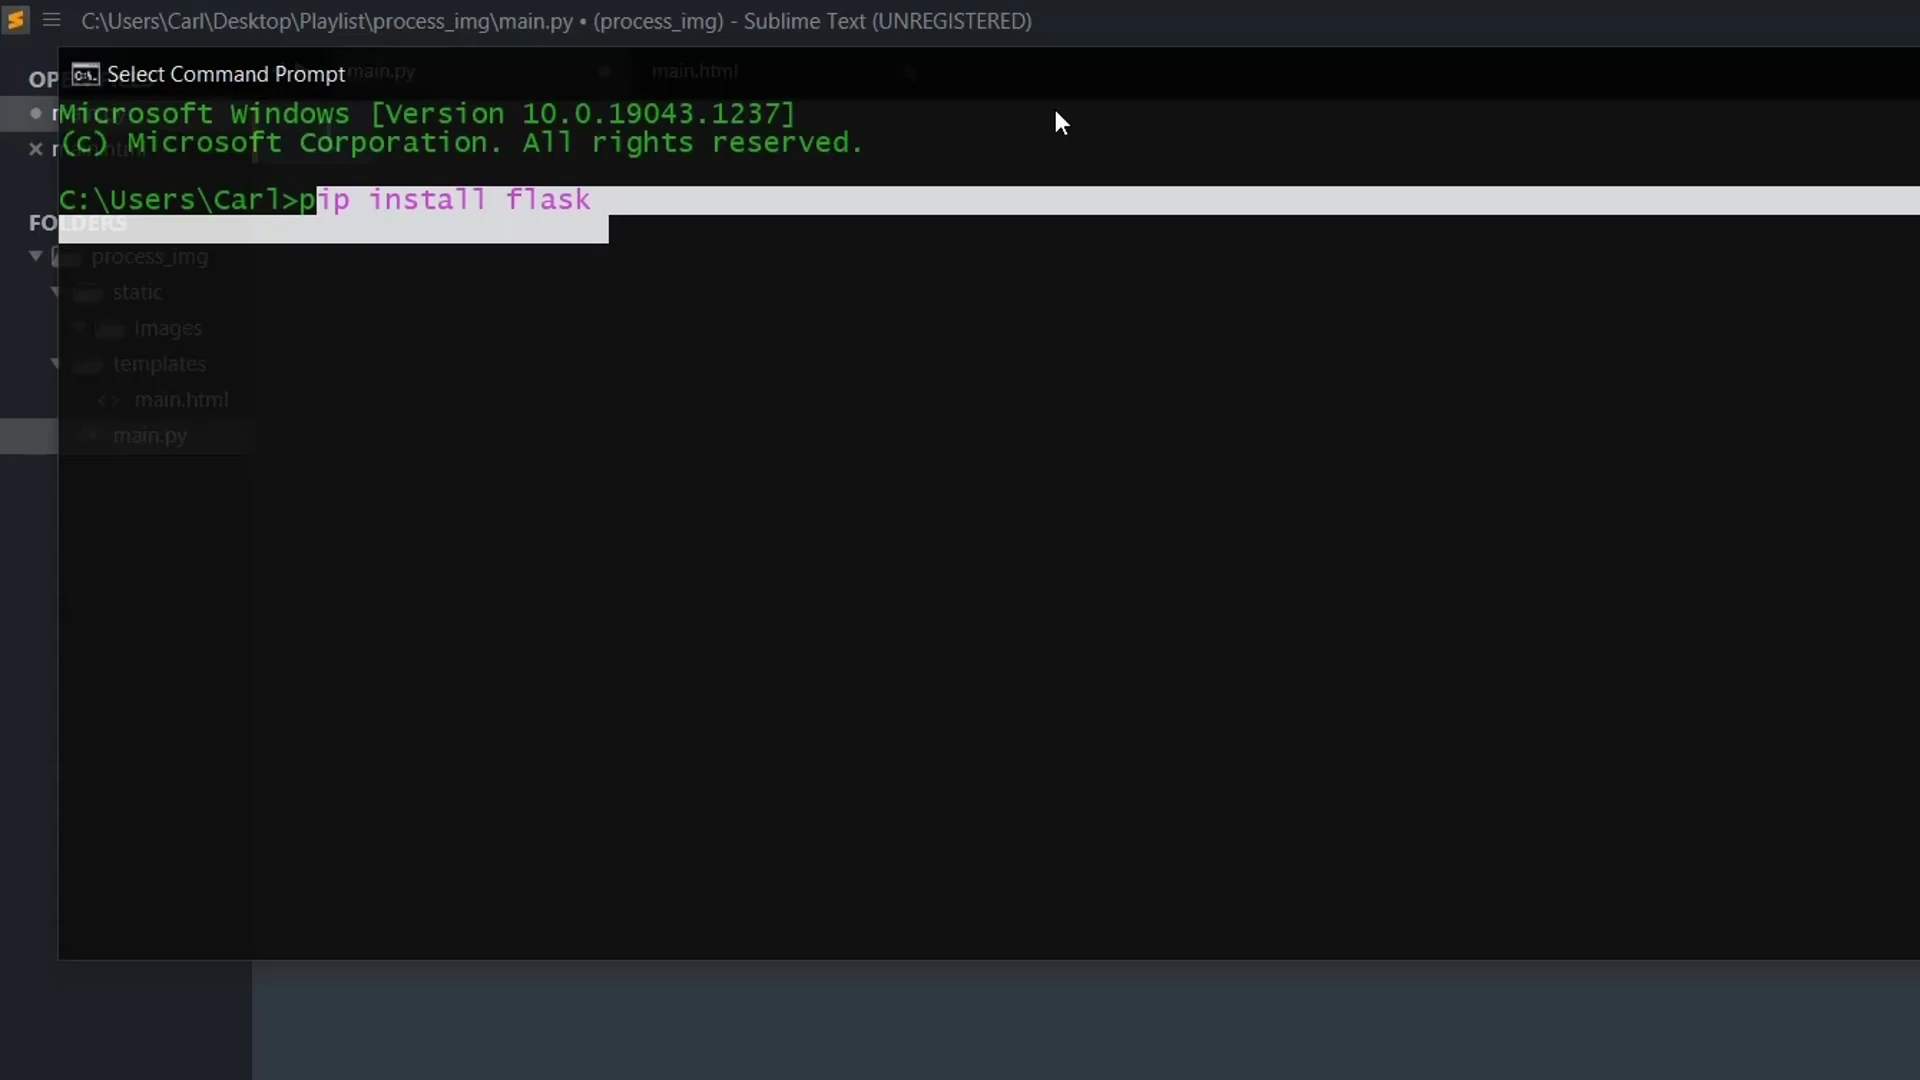 C:\Users\Carl\Desktop\Playlist\process_img\main.py • (process_img) - Sublime Text (UNREGISTERED)
Select Command Prompt
main.py
main.html
Microsoft Windows [Version 10.0.19043.1237]
(c) Microsoft Corporation. All rights reserved.
C:\Users\Carl>pip install flask
FOLDERS
process_img
static
images
templates
<> main.html
main.py